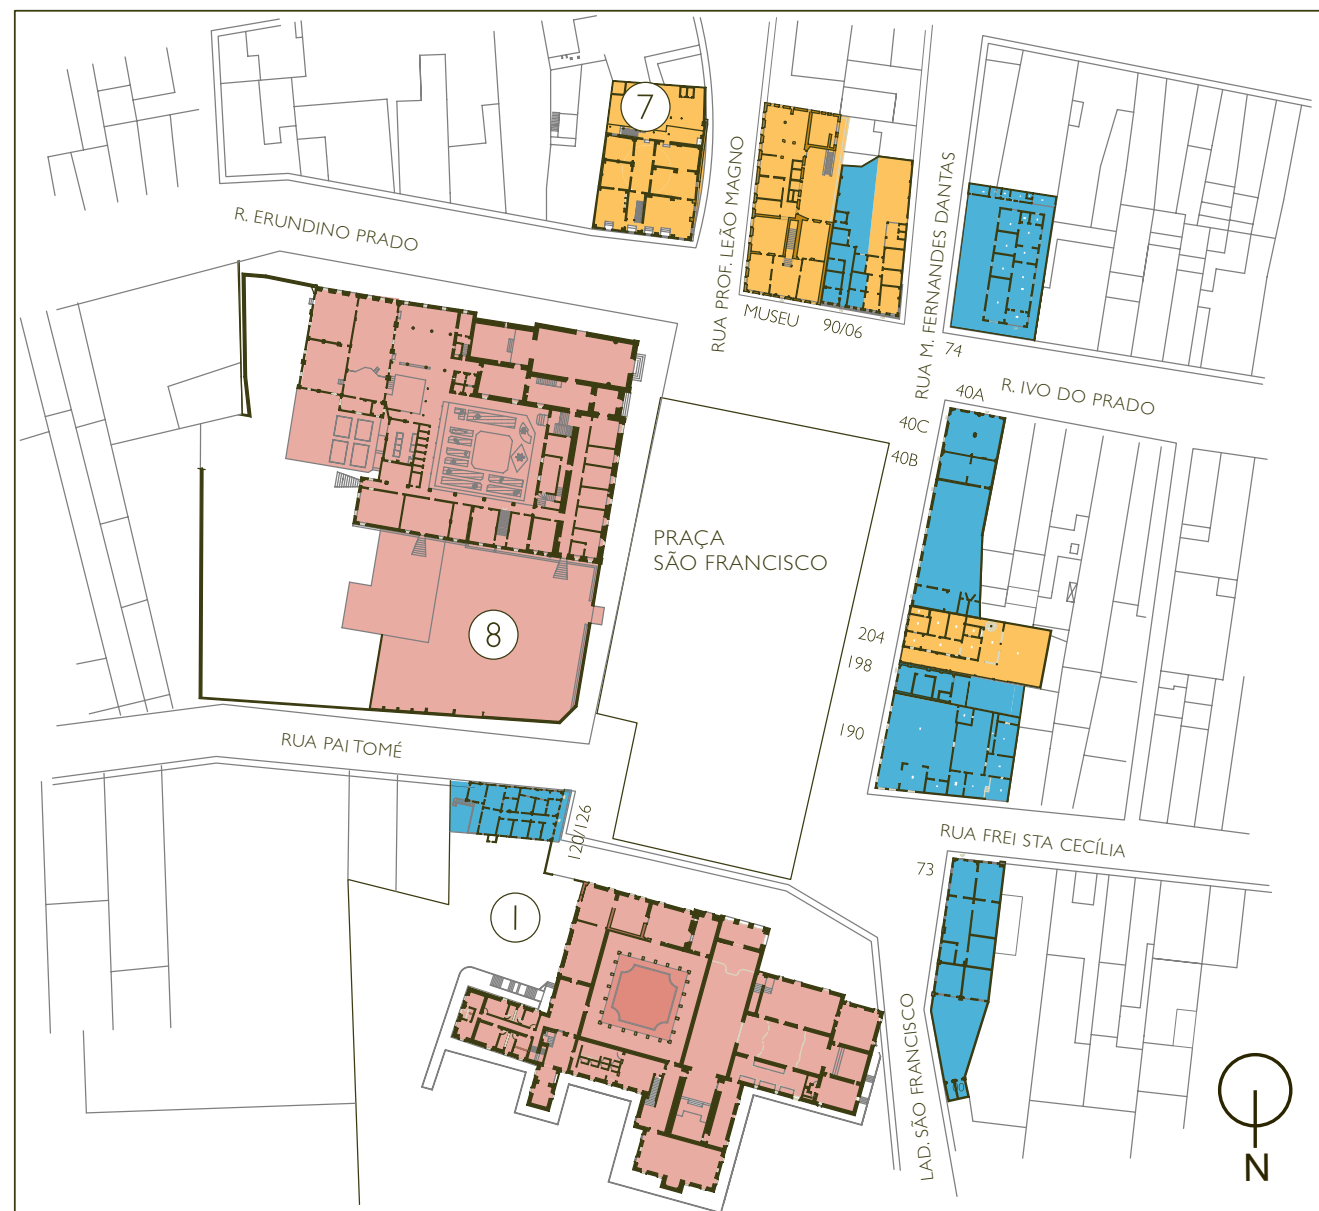 7
R. ERUNDINO PRADO
RUA PROF. LEÃO MAGNO
MUSEU
90/06
RUA M. FERNANDES DANTAS
74
R. IVO DO PRADO
40A
40C
40B
PRAÇA
SÃO FRANCISCO
8
204
198
190
RUA PAI TOMÉ
120/126
RUA FREI STA CECÍLIA
73
1
LAD. SÃO FRANCISCO
N